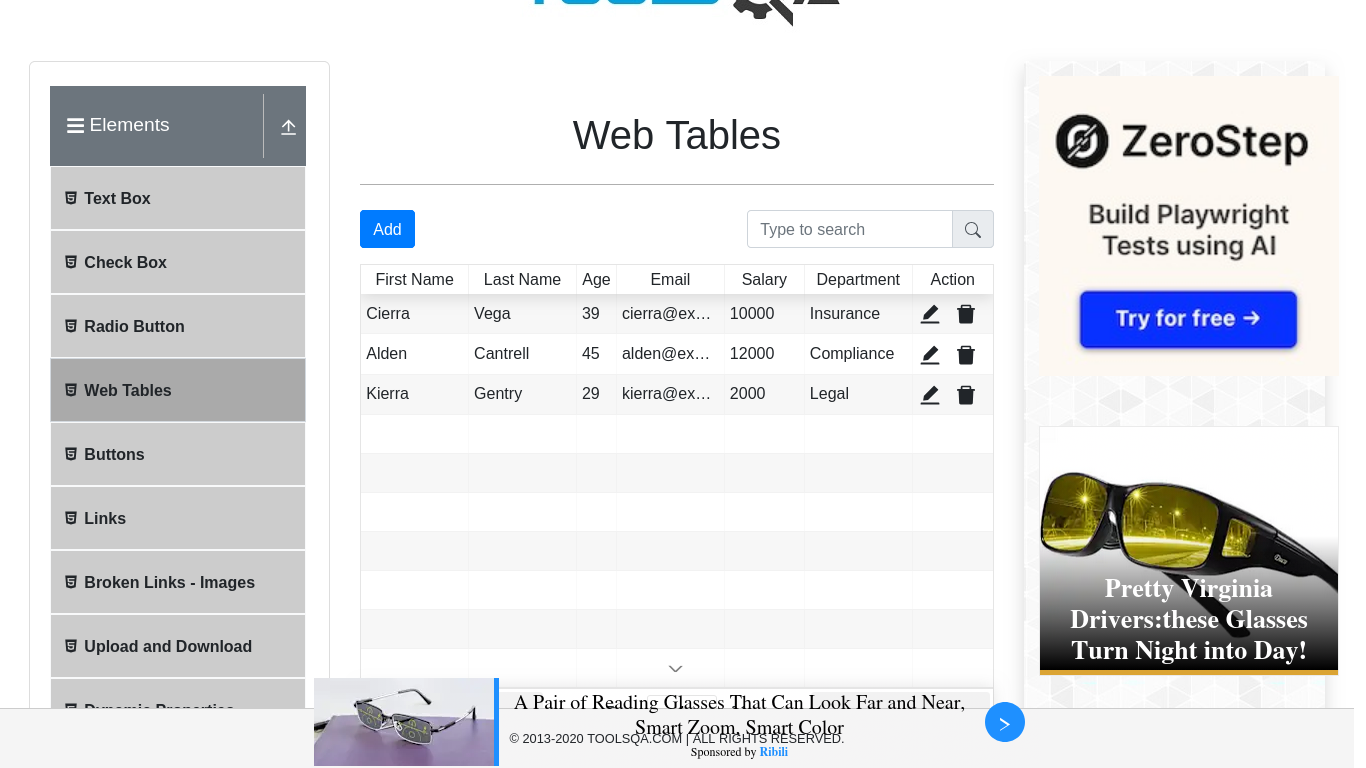 Elements
Text Box
Check Box
Radio Button
Web Tables
Buttons
Links
Broken Links - Images
Upload and Download
Dynamic Properties
Web Tables
Add
Type to search
First Name Last Name Age Email Salary Department Action
Cierra Vega 39 cierra@ex… 10000 Insurance
Alden Cantrell 45 alden@ex… 12000 Compliance
Kierra Gentry 29 kierra@ex… 2000 Legal
ZeroStep
Build Playwright
Tests using AI
Try for free →
Pretty Virginia
Drivers:these Glasses
Turn Night into Day!
A Pair of Reading Glasses That Can Look Far and Near,
Smart Zoom, Smart Color
© 2013-2020 TOOLSQA.COM | ALL RIGHTS RESERVED.
Sponsored by Ribili